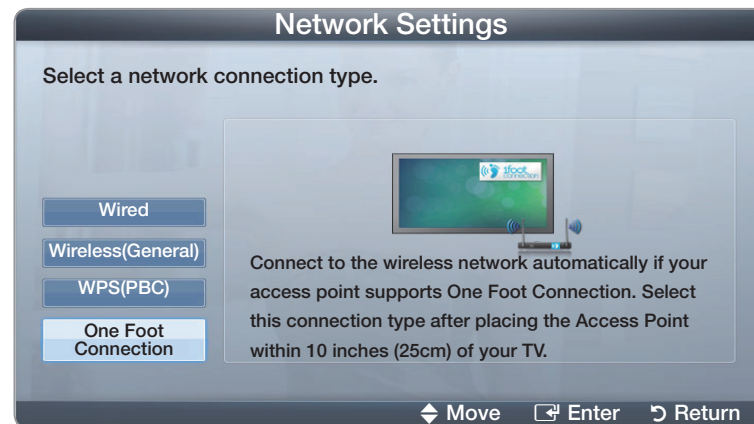 Network Settings
Select a network connection type.
Wired
Wireless(General)
WPS(PBC)
One Foot
Connection
1foot
connection
Connect to the wireless network automatically if your
access point supports One Foot Connection. Select
this connection type after placing the Access Point
within 10 inches (25cm) of your TV.
Move Enter Return